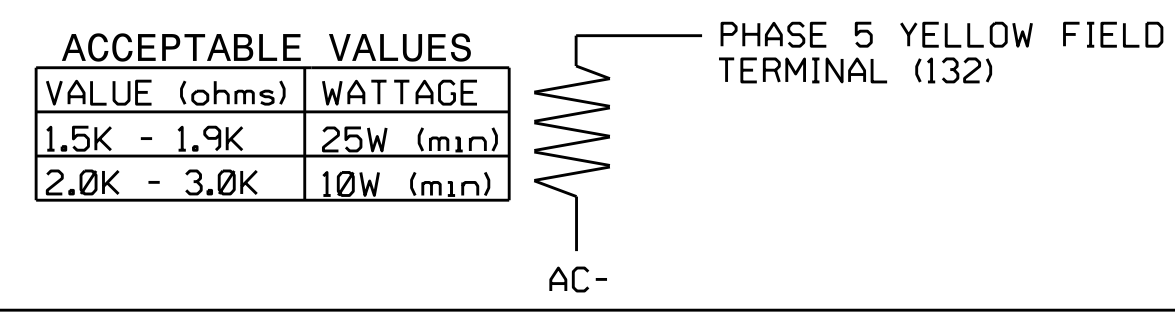 ACCEPTABLE VALUES
VALUE (ohms) WATTAGE
1.5K - 1.9K 25W (min)
2.0K - 3.0K 10W (min)
PHASE 5 YELLOW FIELD
TERMINAL (132)
AC-